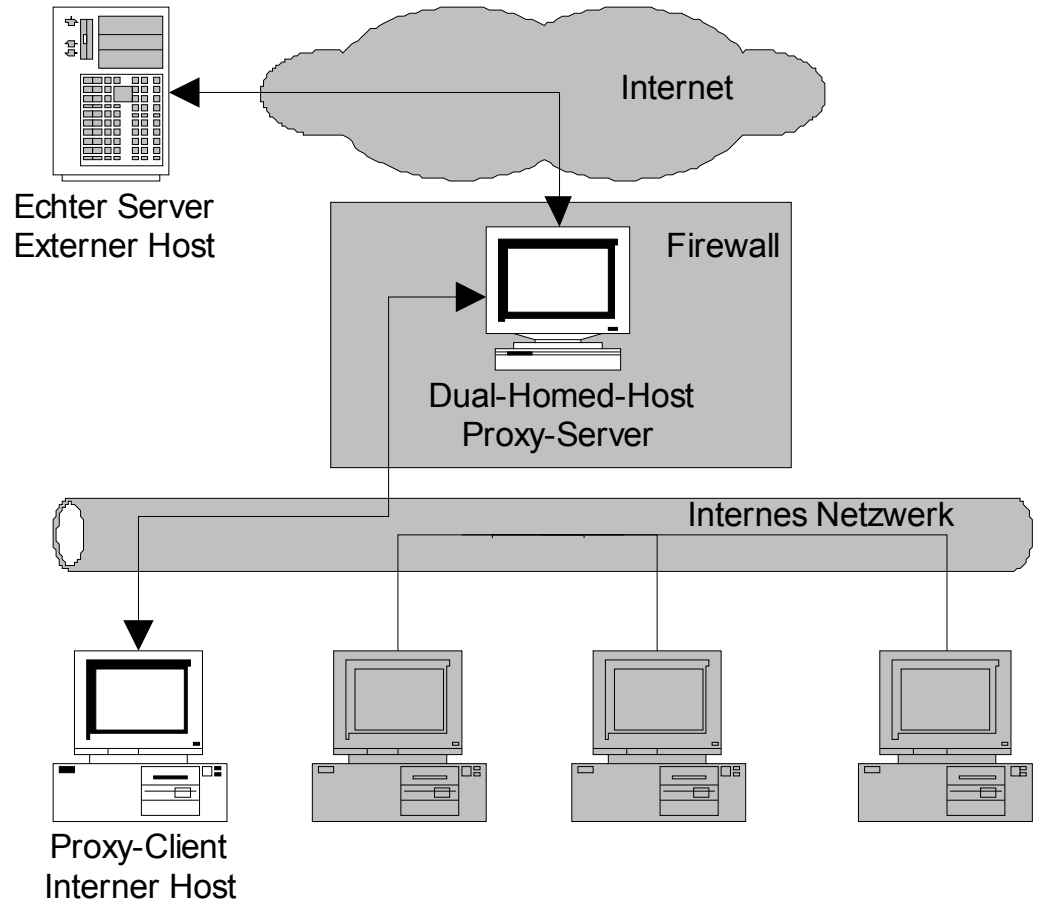 Internet
Echter Server
Externer Host
Firewall
Dual-Homed-Host
Proxy-Server
Internes Netzwerk
Proxy-Client
Interner Host